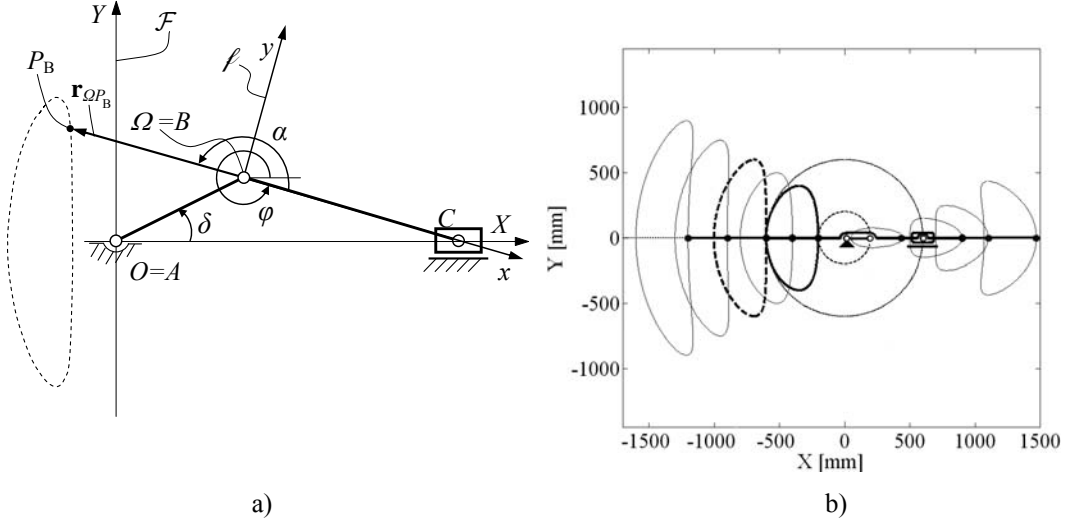 Y
ℱ
y
P_B
𝓁
r_ΩP_B
Ω=B
α
C
X
δ
φ
O=A
x
a)
1000
500
0
-500
-1000
Y [mm]
-1500 -1000 -500 0 500 1000 1500
X [mm]
b)